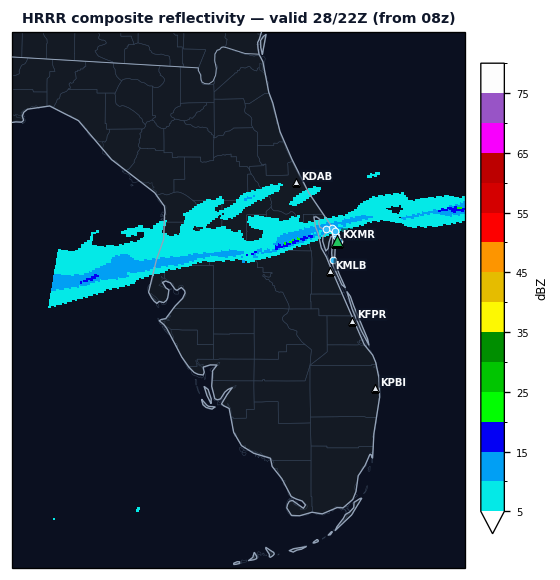 HRRR composite reflectivity — valid 28/22Z (from 08z)
KDAB
KXMR
KMLB
KFPR
KPBI
75
65
55
45
35
25
15
5
dBZ